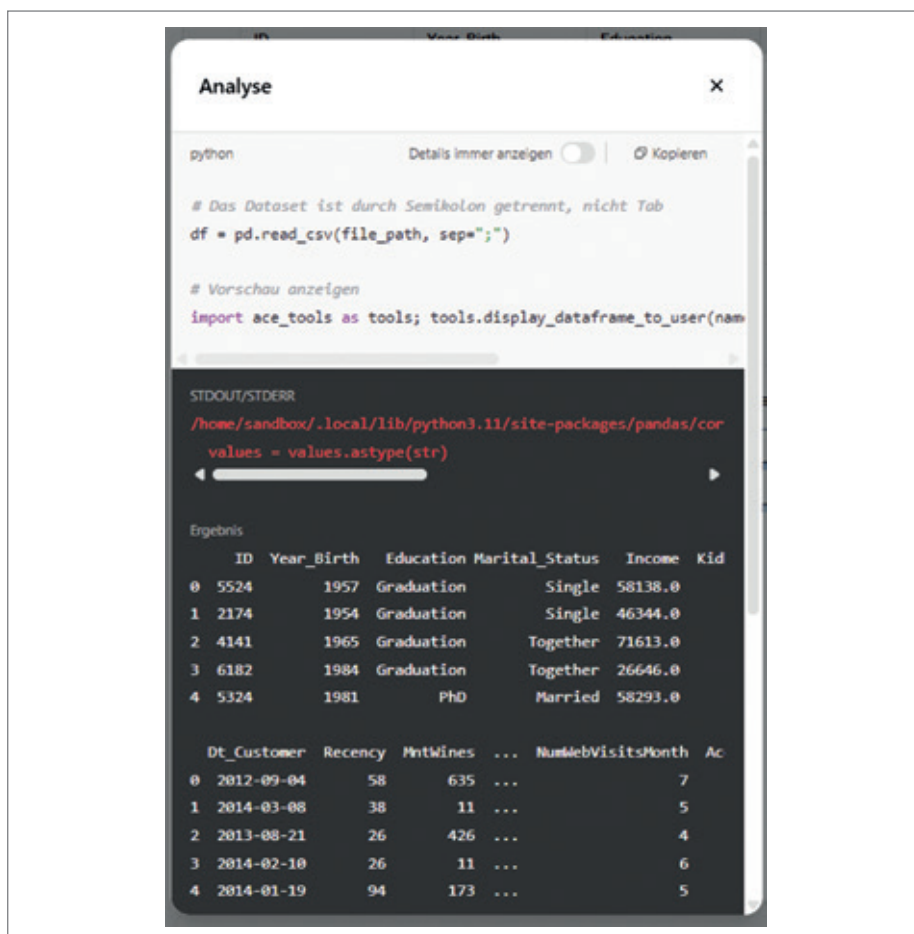 ID Year_Birth Education
Analyse ×
python Details immer anzeigen Kopieren
# Das Dataset ist durch Semikolon getrennt, nicht Tab
df = pd.read_csv(file_path, sep=";")
# Vorschau anzeigen
import ace_tools as tools; tools.display_dataframe_to_user(nam
STDOUT/STDERR
/home/sandbox/.local/lib/python3.11/site-packages/pandas/cor
values = values.astype(str)
Ergebnis
ID Year_Birth Education Marital_Status Income Kid
0 5524 1957 Graduation Single 58138.0
1 2174 1954 Graduation Single 46344.0
2 4141 1965 Graduation Together 71613.0
3 6182 1984 Graduation Together 26646.0
4 5324 1981 PhD Married 58293.0
Dt_Customer Recency MntWines ... NumWebVisitsMonth Ac
0 2012-09-04 58 635 ... 7
1 2014-03-08 38 11 ... 5
2 2013-08-21 26 426 ... 4
3 2014-02-10 26 11 ... 6
4 2014-01-19 94 173 ... 5